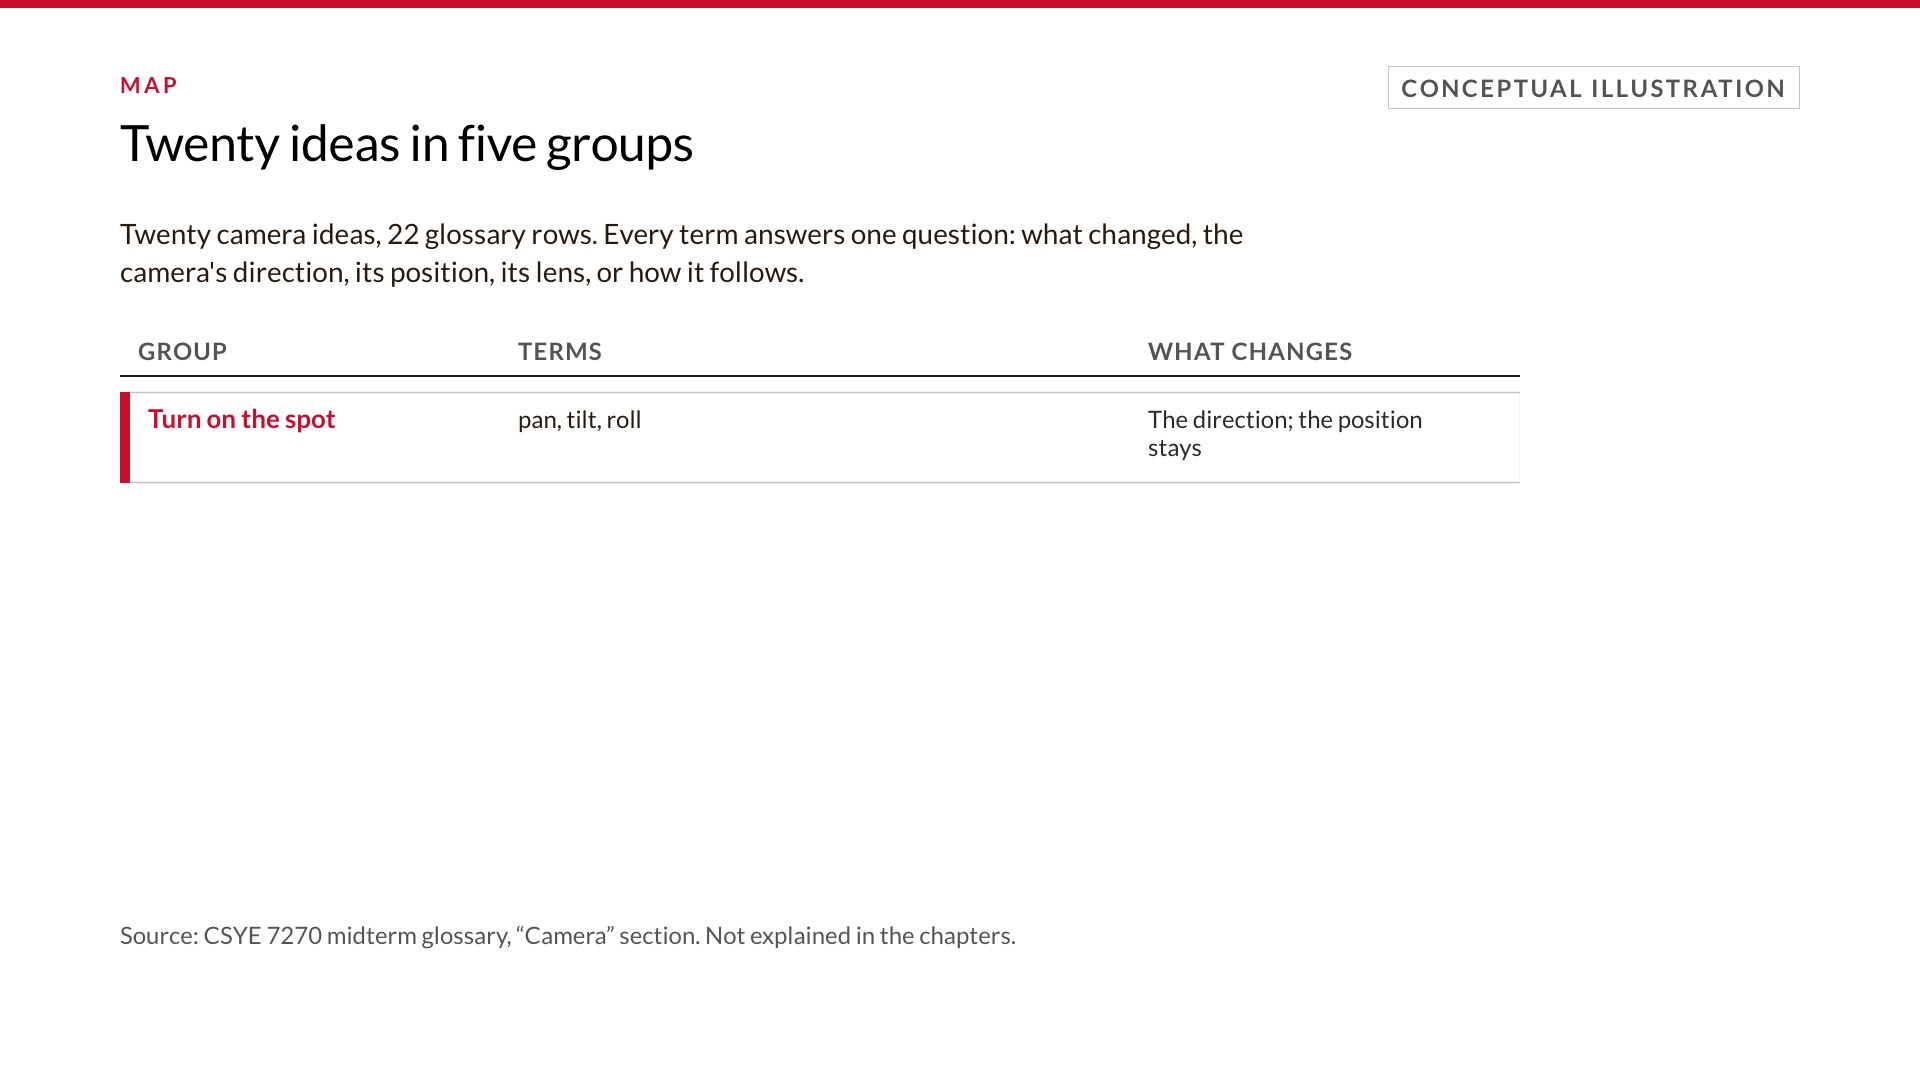 MAP
CONCEPTUAL ILLUSTRATION
Twenty ideas in five groups
Twenty camera ideas, 22 glossary rows. Every term answers one question: what changed, the
camera's direction, its position, its lens, or how it follows.
GROUP TERMS WHAT CHANGES
Turn on the spot pan, tilt, roll The direction; the position
stays
Source: CSYE 7270 midterm glossary, “Camera” section. Not explained in the chapters.